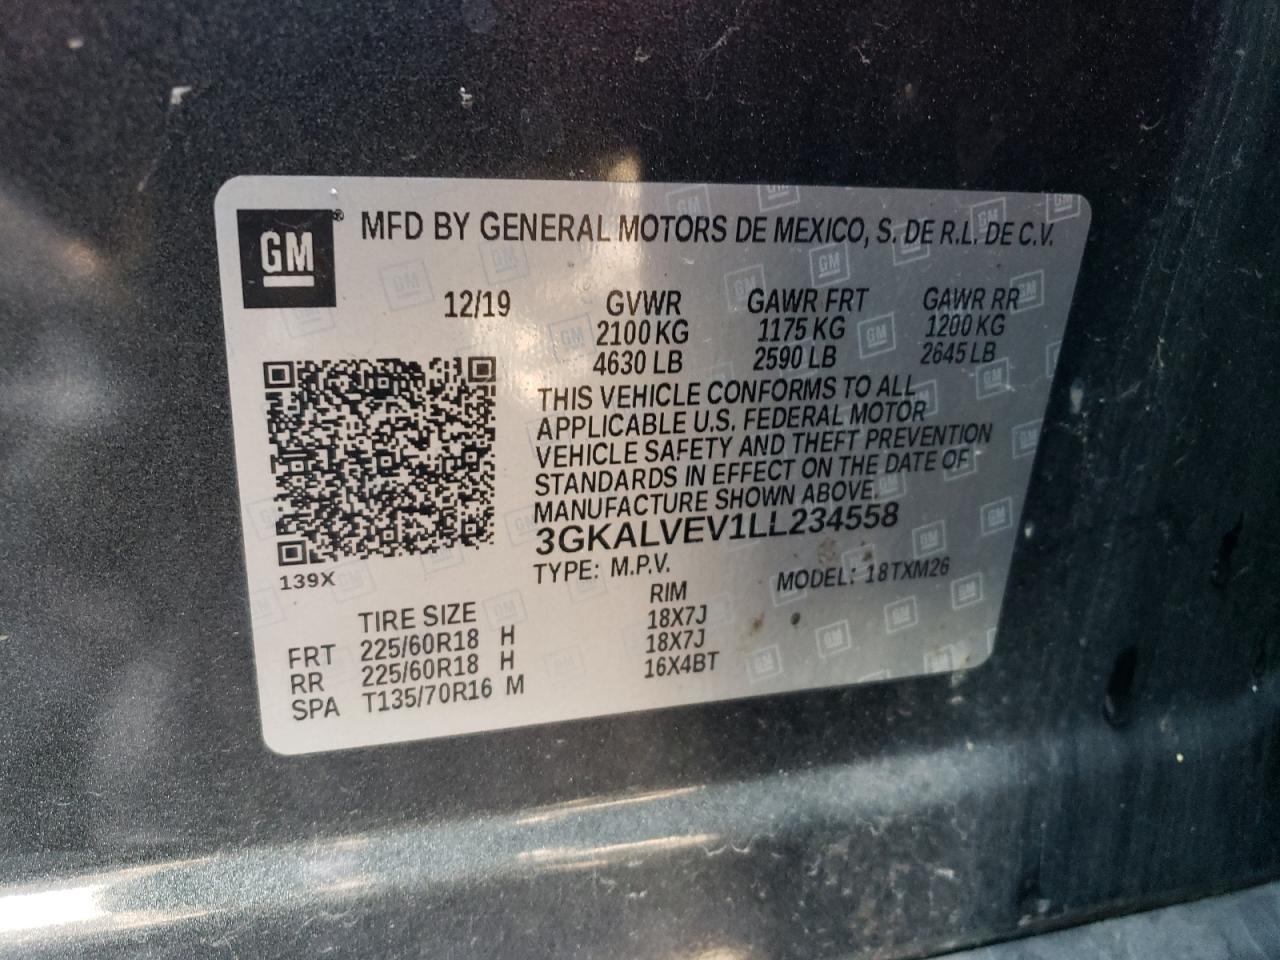 GM
®
MFD BY GENERAL MOTORS DE MEXICO, S. DE R.L. DE C.V.
12/19 GVWR GAWR FRT GAWR RR
2100 KG 1175 KG 1200 KG
4630 LB 2590 LB 2645 LB
THIS VEHICLE CONFORMS TO ALL
APPLICABLE U.S. FEDERAL MOTOR
VEHICLE SAFETY AND THEFT PREVENTION
STANDARDS IN EFFECT ON THE DATE OF
MANUFACTURE SHOWN ABOVE.
3GKALVEV1LL234558
139X
TYPE: M.P.V. MODEL: 18TXM26
TIRE SIZE RIM
FRT 225/60R18 H 18X7J
RR 225/60R18 H 18X7J
SPA T135/70R16 M 16X4BT